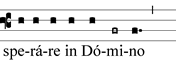 spe-rá-re in Dó-mi-no